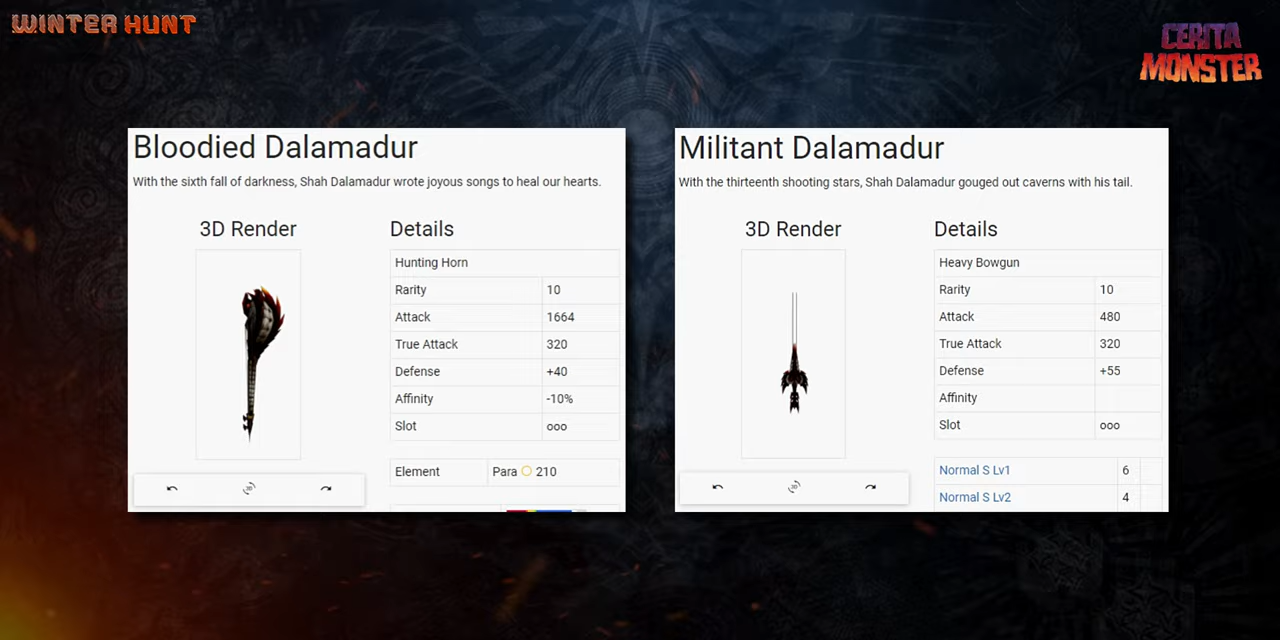 WINTER HUNT
CERITA
MONSTER
Bloodied Dalamadur
With the sixth fall of darkness, Shah Dalamadur wrote joyous songs to heal our hearts.
3D Render
Details
Hunting Horn
Rarity 10
Attack 1664
True Attack 320
Defense +40
Affinity -10%
Slot ooo
Element Para 210
Militant Dalamadur
With the thirteenth shooting stars, Shah Dalamadur gouged out caverns with his tail.
3D Render
Details
Heavy Bowgun
Rarity 10
Attack 480
True Attack 320
Defense +55
Affinity
Slot ooo
Normal S Lv1 6
Normal S Lv2 4